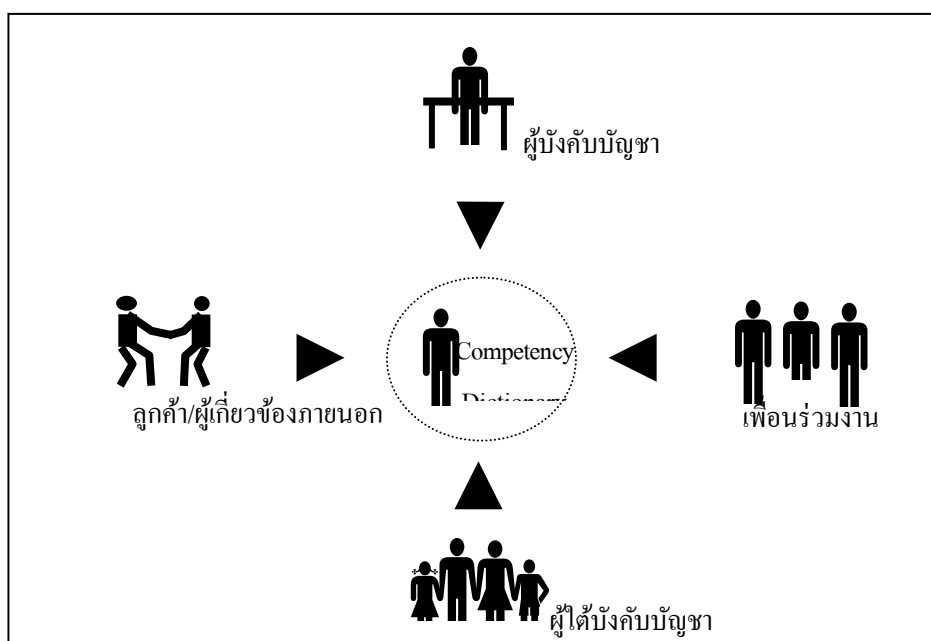 ผู้บังคับบัญชา
Competency
Dictionary
ลูกค้า/ผู้เกี่ยวข้องภายนอก
เพื่อนร่วมงาน
ผู้ใต้บังคับบัญชา